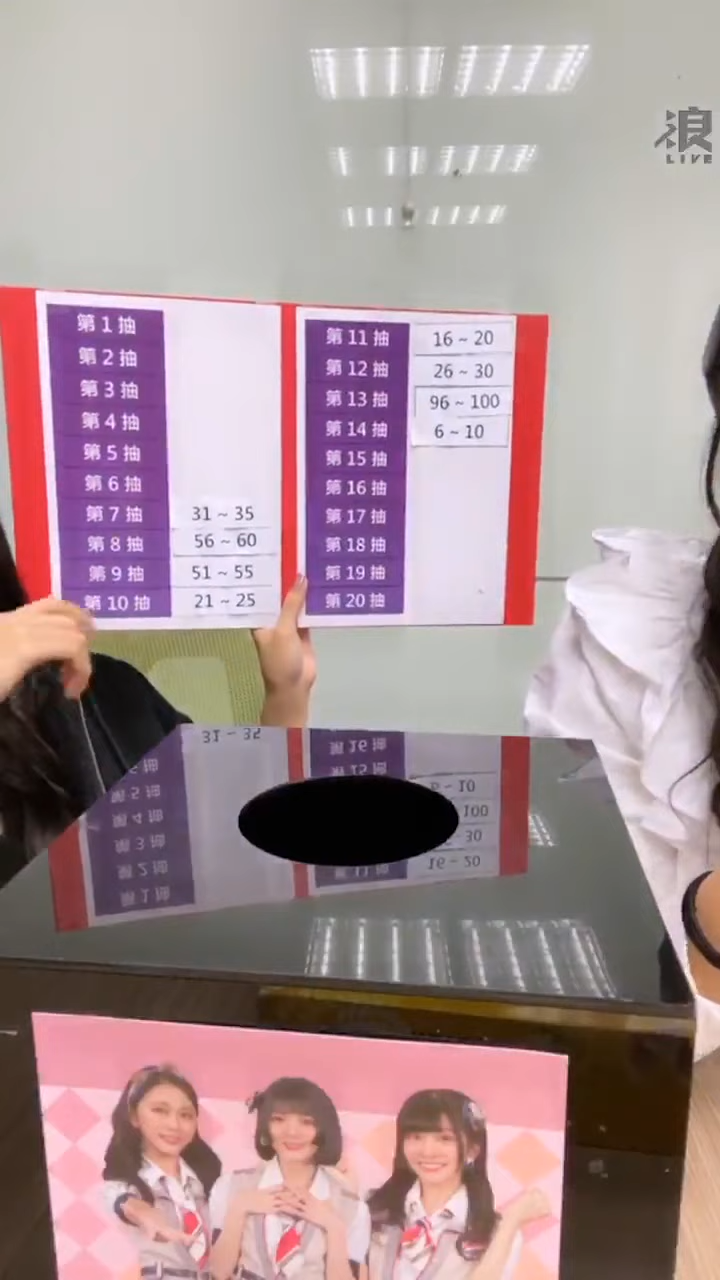 浪
LIVE
第 1 抽
第 2 抽
第 3 抽
第 4 抽
第 5 抽
第 6 抽
第 7 抽 31 ~ 35
第 8 抽 56 ~ 60
第 9 抽 51 ~ 55
第 10 抽 21 ~ 25
第 11 抽 16 ~ 20
第 12 抽 26 ~ 30
第 13 抽 96 ~ 100
第 14 抽 6 ~ 10
第 15 抽
第 16 抽
第 17 抽
第 18 抽
第 19 抽
第 20 抽